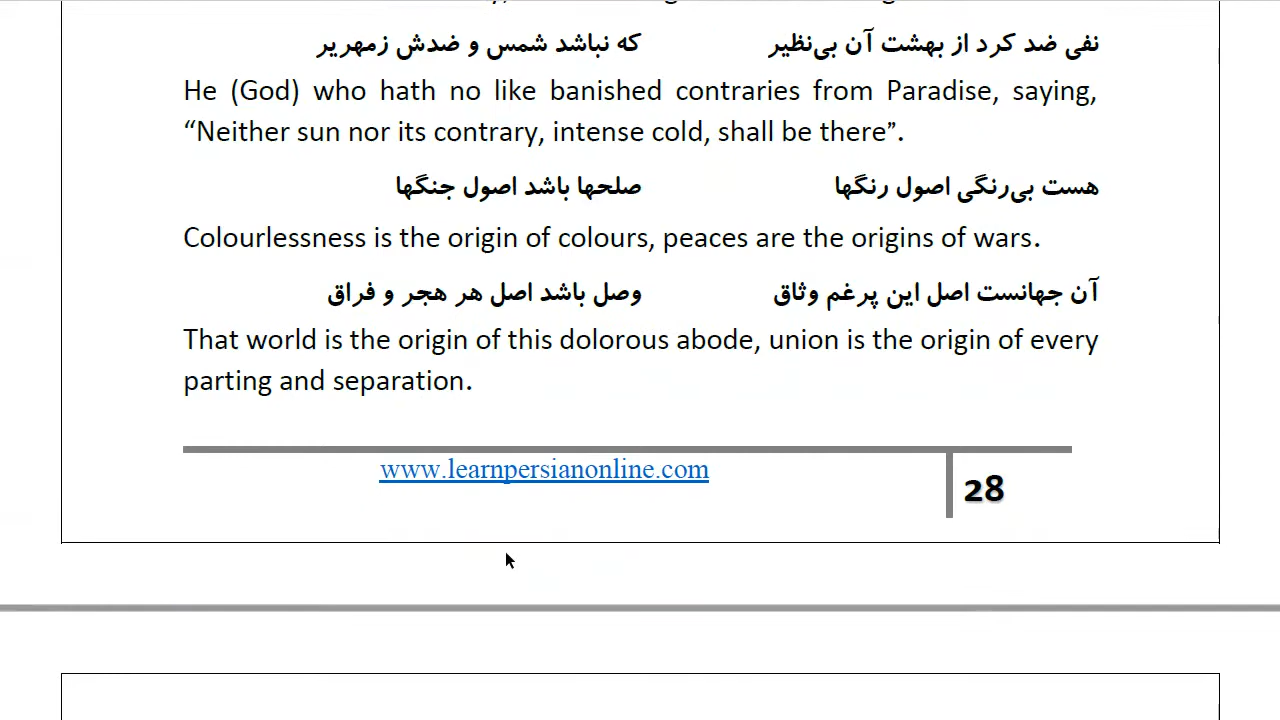 نفی ضد کرد از بهشت آن بی‌نظیر که نباشد شمس و ضدش زمهریر
He (God) who hath no like banished contraries from Paradise, saying,
“Neither sun nor its contrary, intense cold, shall be there”.
هست بی‌رنگی اصول رنگها صلحها باشد اصول جنگها
Colourlessness is the origin of colours, peaces are the origins of wars.
آن جهانست اصل این پرغم وثاق وصل باشد اصل هر هجر و فراق
That world is the origin of this dolorous abode, union is the origin of every
parting and separation.
www.learnpersianonline.com
28